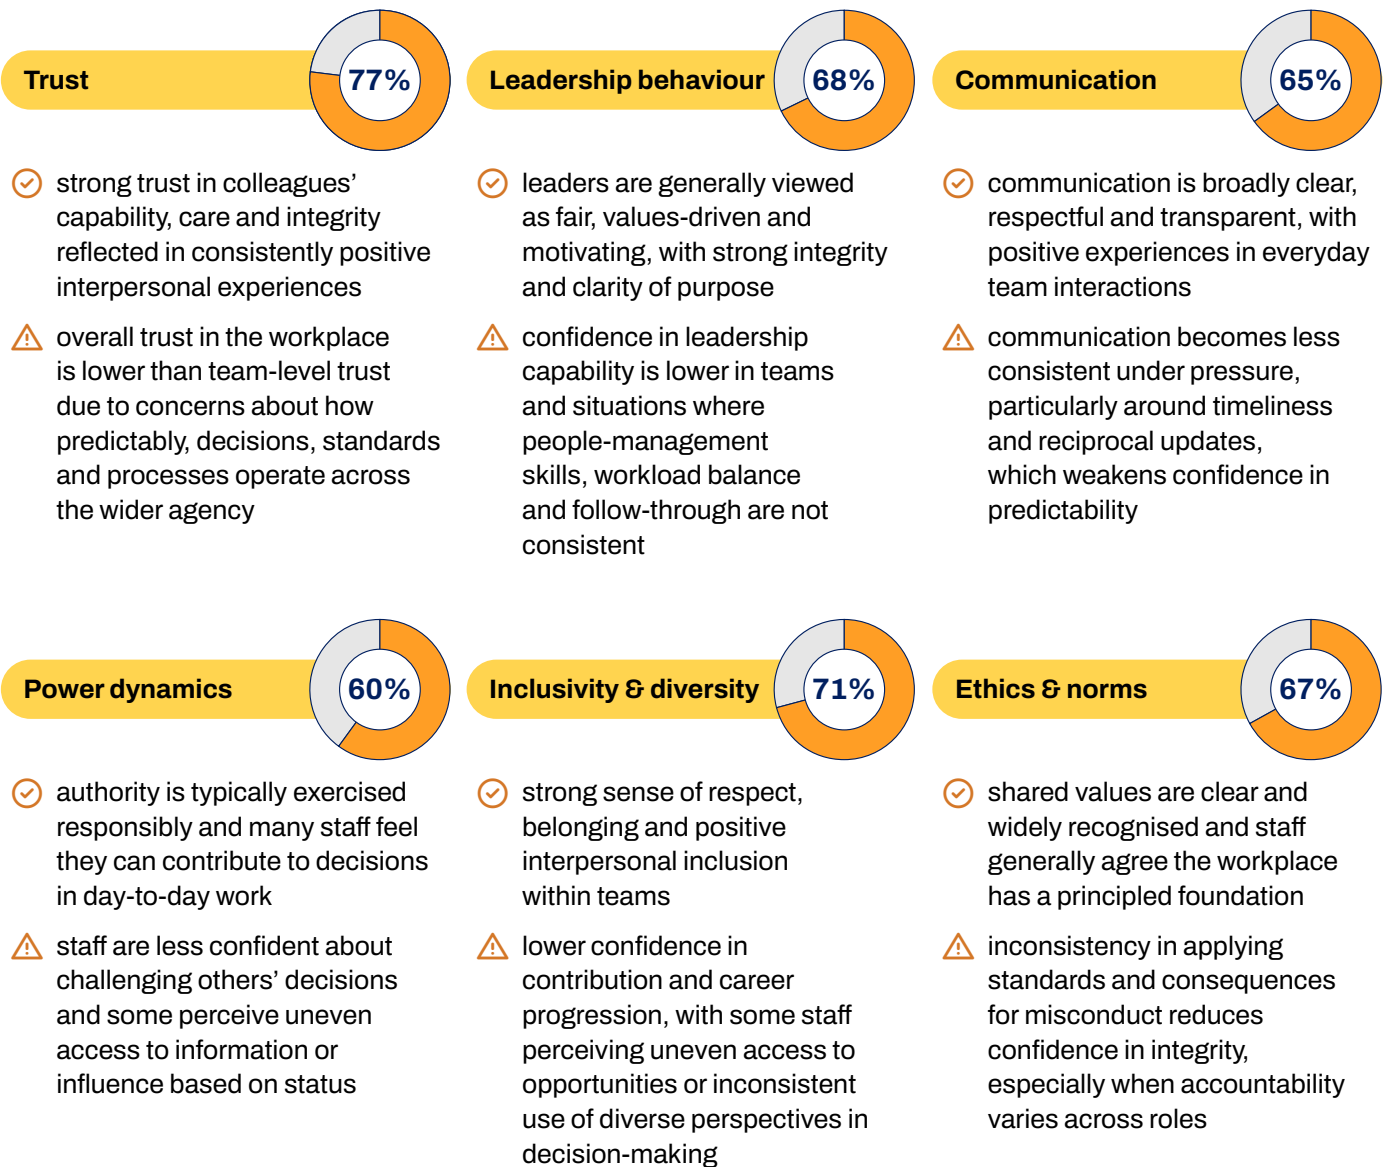 Trust
77%
strong trust in colleagues’
capability, care and integrity
reflected in consistently positive
interpersonal experiences
overall trust in the workplace
is lower than team-level trust
due to concerns about how
predictably, decisions, standards
and processes operate across
the wider agency
Leadership behaviour
68%
leaders are generally viewed
as fair, values-driven and
motivating, with strong integrity
and clarity of purpose
confidence in leadership
capability is lower in teams
and situations where
people-management
skills, workload balance
and follow-through are not
consistent
Communication
65%
communication is broadly clear,
respectful and transparent, with
positive experiences in everyday
team interactions
communication becomes less
consistent under pressure,
particularly around timeliness
and reciprocal updates,
which weakens confidence in
predictability
Power dynamics
60%
authority is typically exercised
responsibly and many staff feel
they can contribute to decisions
in day-to-day work
staff are less confident about
challenging others’ decisions
and some perceive uneven
access to information or
influence based on status
Inclusivity & diversity
71%
strong sense of respect,
belonging and positive
interpersonal inclusion
within teams
lower confidence in
contribution and career
progression, with some staff
perceiving uneven access to
opportunities or inconsistent
use of diverse perspectives in
decision-making
Ethics & norms
67%
shared values are clear and
widely recognised and staff
generally agree the workplace
has a principled foundation
inconsistency in applying
standards and consequences
for misconduct reduces
confidence in integrity,
especially when accountability
varies across roles